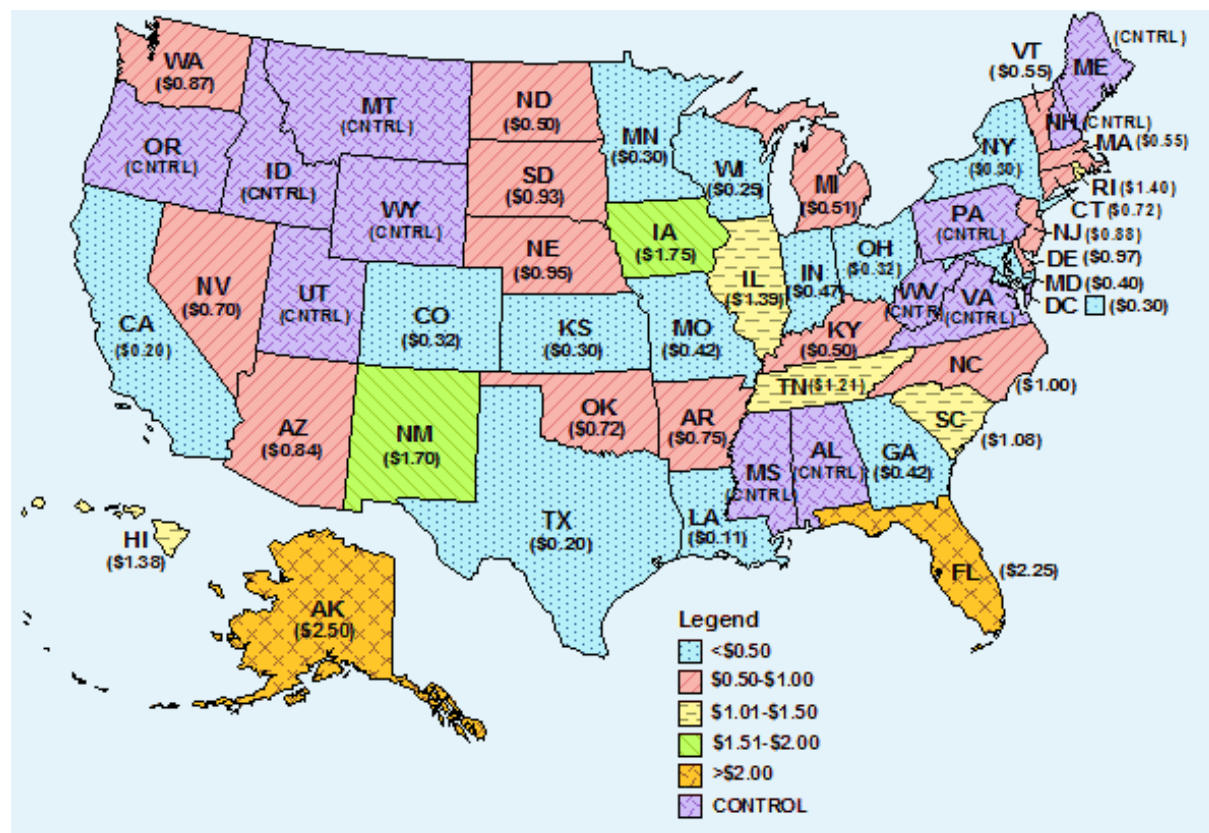 WA
($0.87)
OR
(CNTRL)
ID
(CNTRL)
MT
(CNTRL)
WY
(CNTRL)
ND
($0.50)
SD
($0.93)
NE
($0.95)
MN
($0.30)
WI
($0.25)
MI
($0.51)
IA
($1.75)
VT
($0.55)
(CNTRL)
ME
NH (CNTRL)
MA ($0.55)
NY
($0.30)
RI ($1.40)
CT ($0.72)
NJ ($0.88)
PA
(CNTRL)
DE ($0.97)
MD ($0.40)
DC ($0.30)
CA
($0.20)
NV
($0.70)
UT
(CNTRL)
CO
($0.32)
KS
($0.30)
MO
($0.42)
IL
($1.39)
IN
($0.47)
OH
($0.32)
WV
(CNTRL)
VA
(CNTRL)
KY
($0.50)
TN ($1.21)
NC
($1.00)
SC
($1.08)
AZ
($0.84)
NM
($1.70)
OK
($0.72)
AR
($0.75)
MS
(CNTRL)
AL
(CNTRL)
GA
($0.42)
TX
($0.20)
LA
($0.11)
FL ($2.25)
HI
($1.38)
AK
($2.50)
Legend
<$0.50
$0.50-$1.00
$1.01-$1.50
$1.51-$2.00
>$2.00
CONTROL